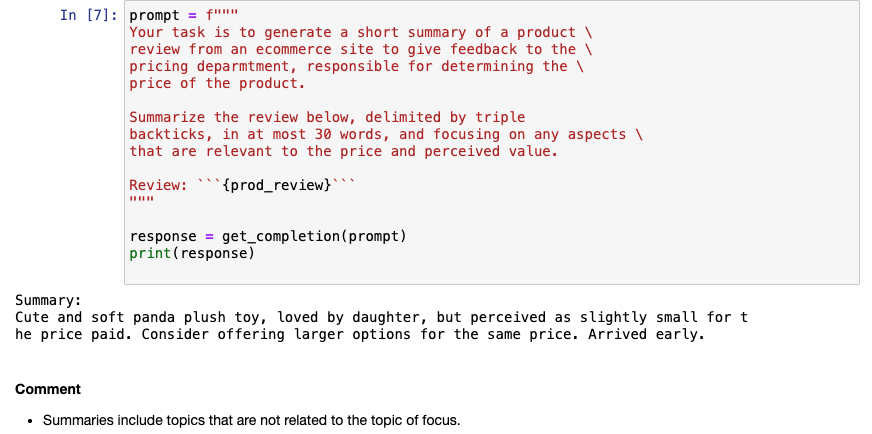 In [7]: prompt = f"""
Your task is to generate a short summary of a product \
review from an ecommerce site to give feedback to the \
pricing deparmtment, responsible for determining the \
price of the product.

Summarize the review below, delimited by triple
backticks, in at most 30 words, and focusing on any aspects \
that are relevant to the price and perceived value.

Review: ```{prod_review}```
"""

response = get_completion(prompt)
print(response)

Summary:
Cute and soft panda plush toy, loved by daughter, but perceived as slightly small for t
he price paid. Consider offering larger options for the same price. Arrived early.

Comment
• Summaries include topics that are not related to the topic of focus.